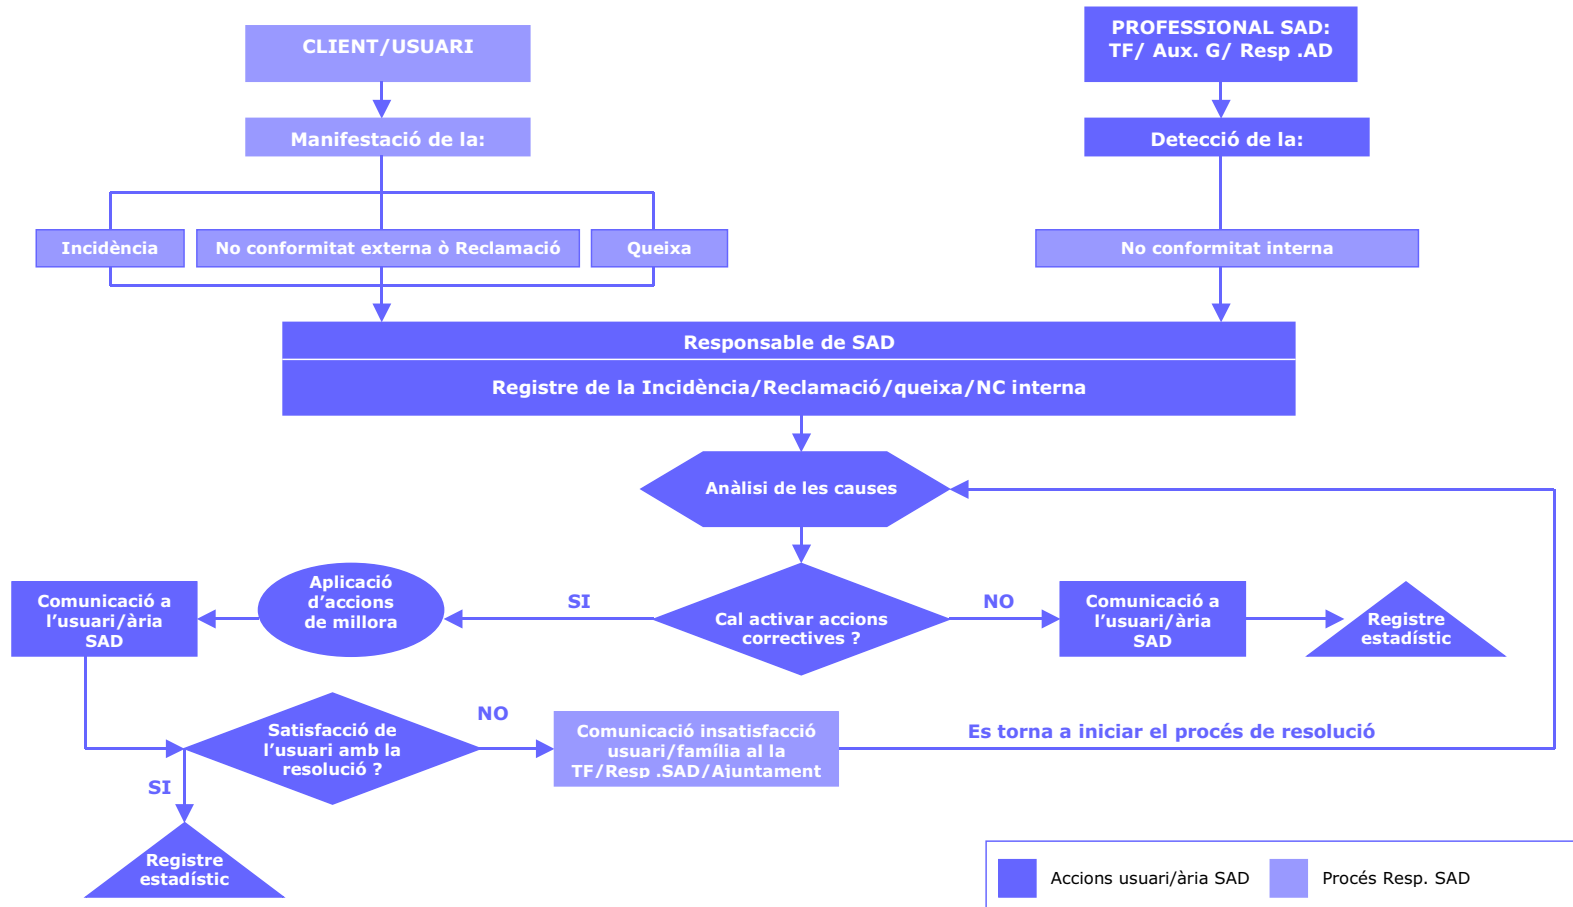 CLIENT/USUARI
PROFESSIONAL SAD:
TF/ Aux. G/ Resp .AD
Manifestació de la:
Detecció de la:
Incidència
No conformitat externa ò Reclamació
Queixa
No conformitat interna
Responsable de SAD
Registre de la Incidència/Reclamació/queixa/NC interna
Anàlisi de les causes
Comunicació a
l’usuari/ària
SAD
Aplicació
d’accions
de millora
SI
Cal activar accions
correctives ?
NO
Comunicació a
l’usuari/ària
SAD
Registre
estadístic
Satisfacció de
l’usuari amb la
resolució ?
NO
Comunicació insatisfacció
usuari/família al la
TF/Resp .SAD/Ajuntament
Es torna a iniciar el procés de resolució
SI
Registre
estadístic
Accions usuari/ària SAD
Procés Resp. SAD